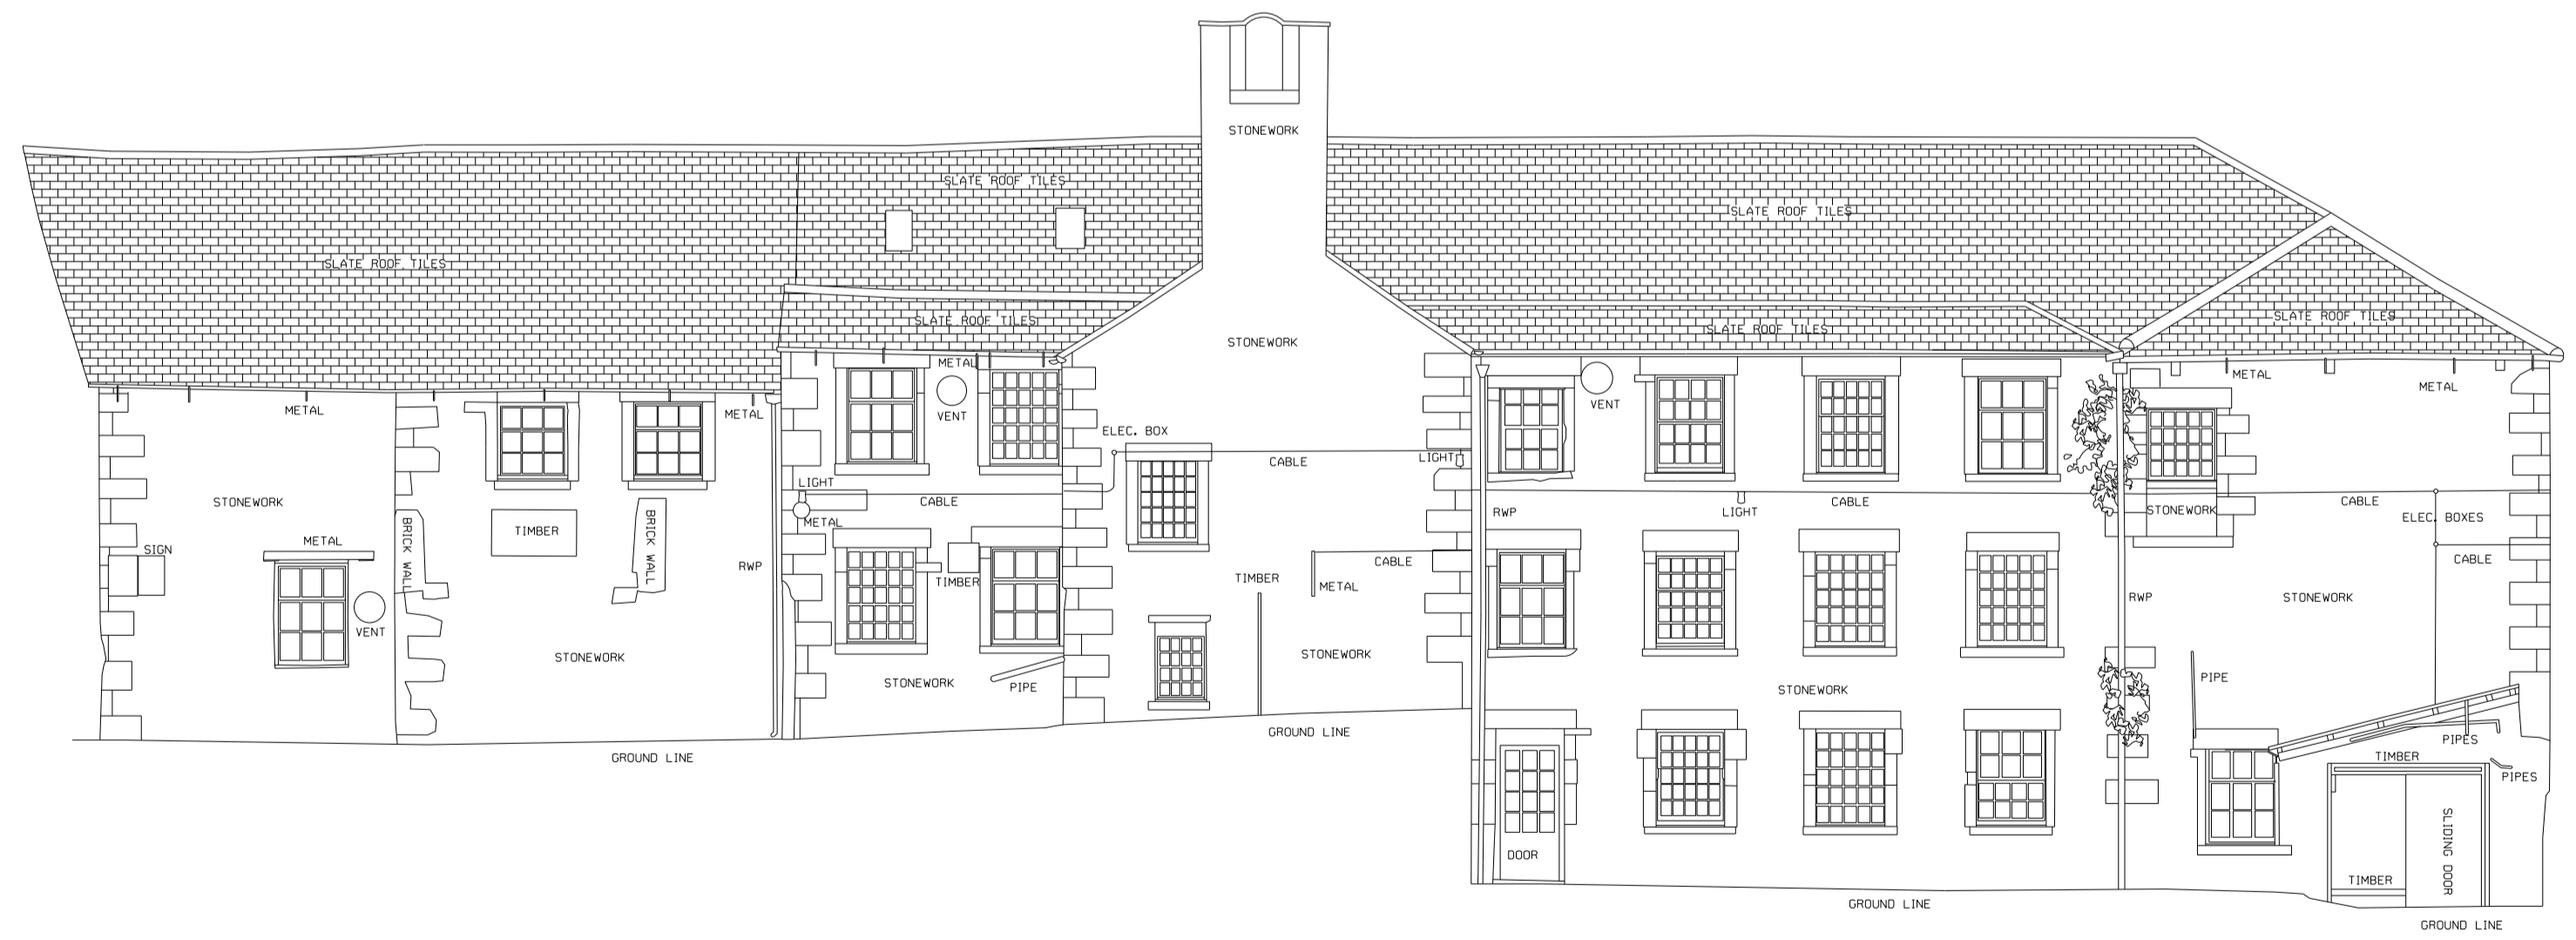 STONEWORK
SLATE ROOF TILES
SLATE ROOF TILES
SLATE ROOF TILES
SLATE ROOF TILES
SLATE ROOF TILES
SLATE ROOF TILES
STONEWORK
METAL
METAL
METAL
METAL
METAL
VENT
VENT
ELEC. BOX
CABLE
LIGHT
LIGHT
STONEWORK
CABLE
CABLE
CABLE
RWP
LIGHT
STONEWORK
ELEC. BOXES
METAL
BRICK WALL
TIMBER
BRICK WALL
METAL
SIGN
CABLE
CABLE
RWP
TIMBER
TIMBER
METAL
RWP
STONEWORK
VENT
STONEWORK
STONEWORK
PIPE
STONEWORK
STONEWORK
PIPE
GROUND LINE
GROUND LINE
PIPES
TIMBER
PIPES
SLIDING DOOR
DOOR
TIMBER
GROUND LINE
GROUND LINE